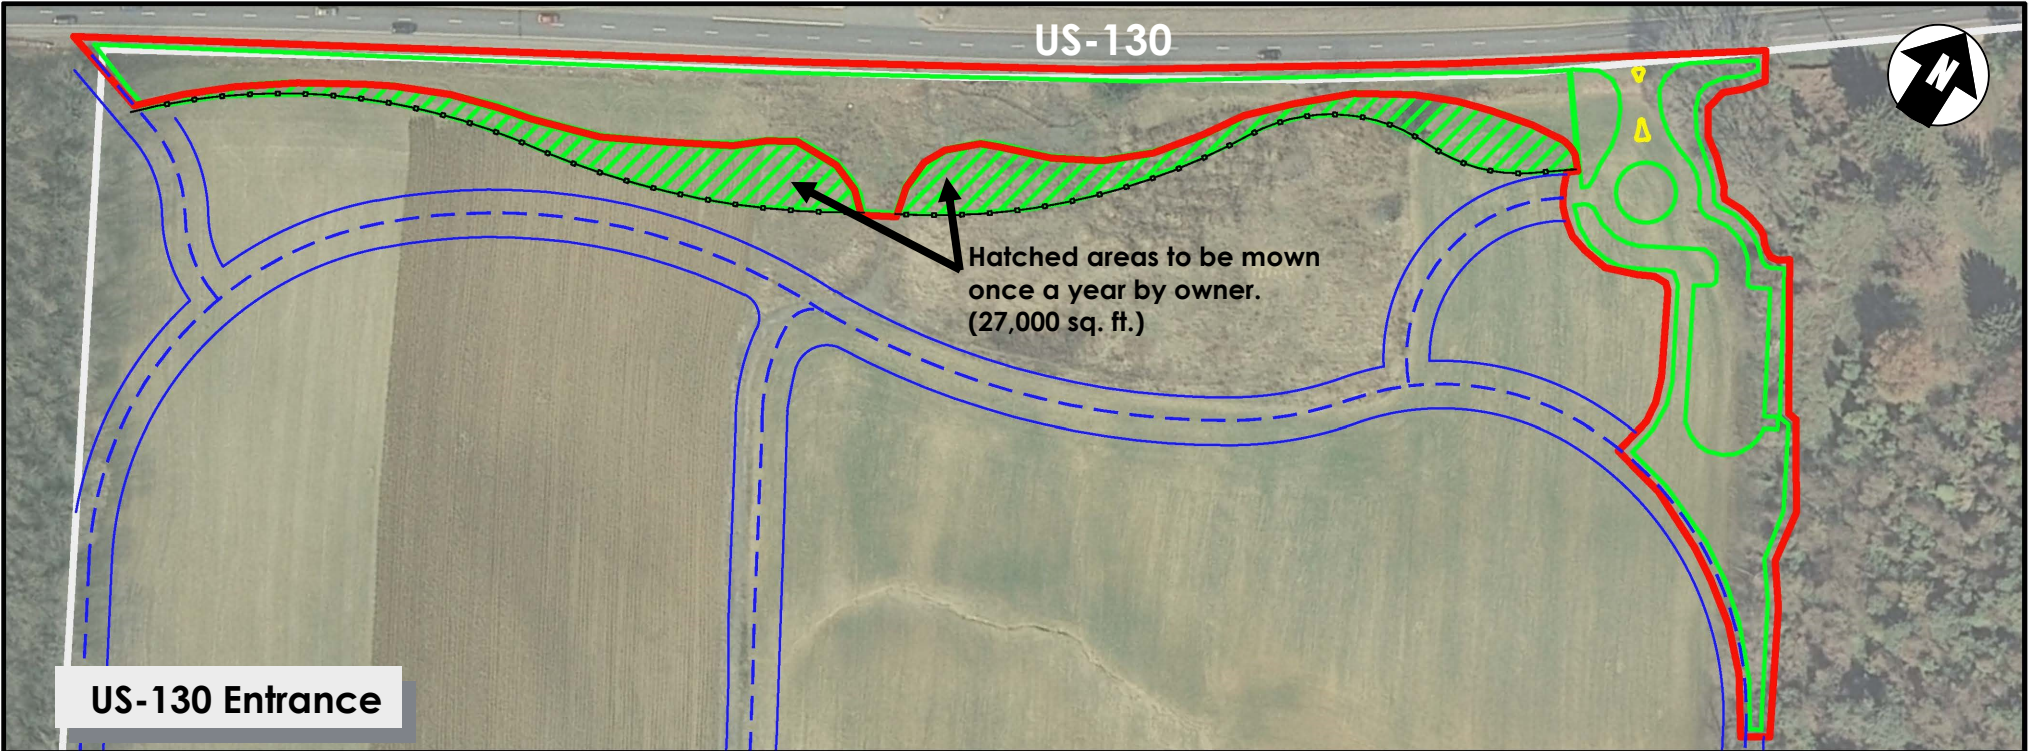 US-130
N
Hatched areas to be mown
once a year by owner.
(27,000 sq. ft.)
US-130 Entrance